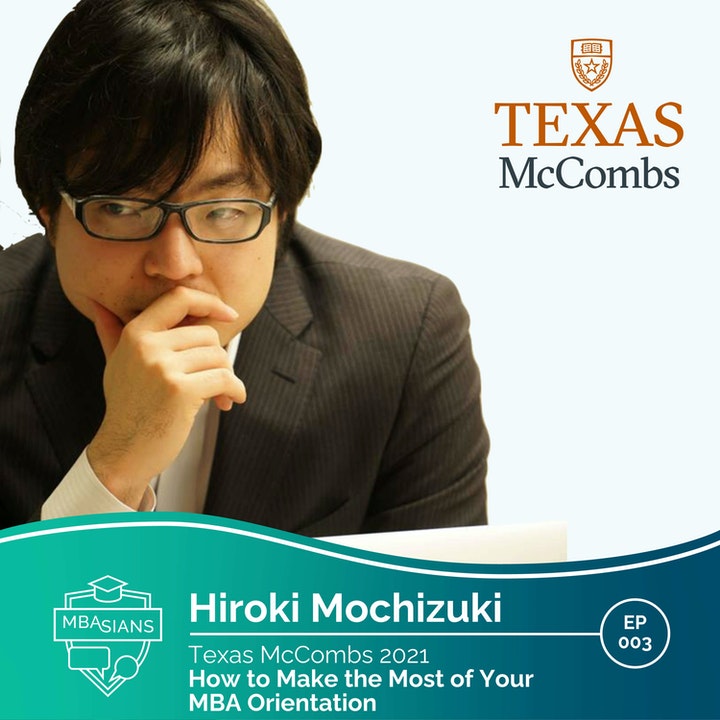 TEXAS
McCombs
MBASIANS
Hiroki Mochizuki
EP
003
Texas McCombs 2021
How to Make the Most of Your
MBA Orientation